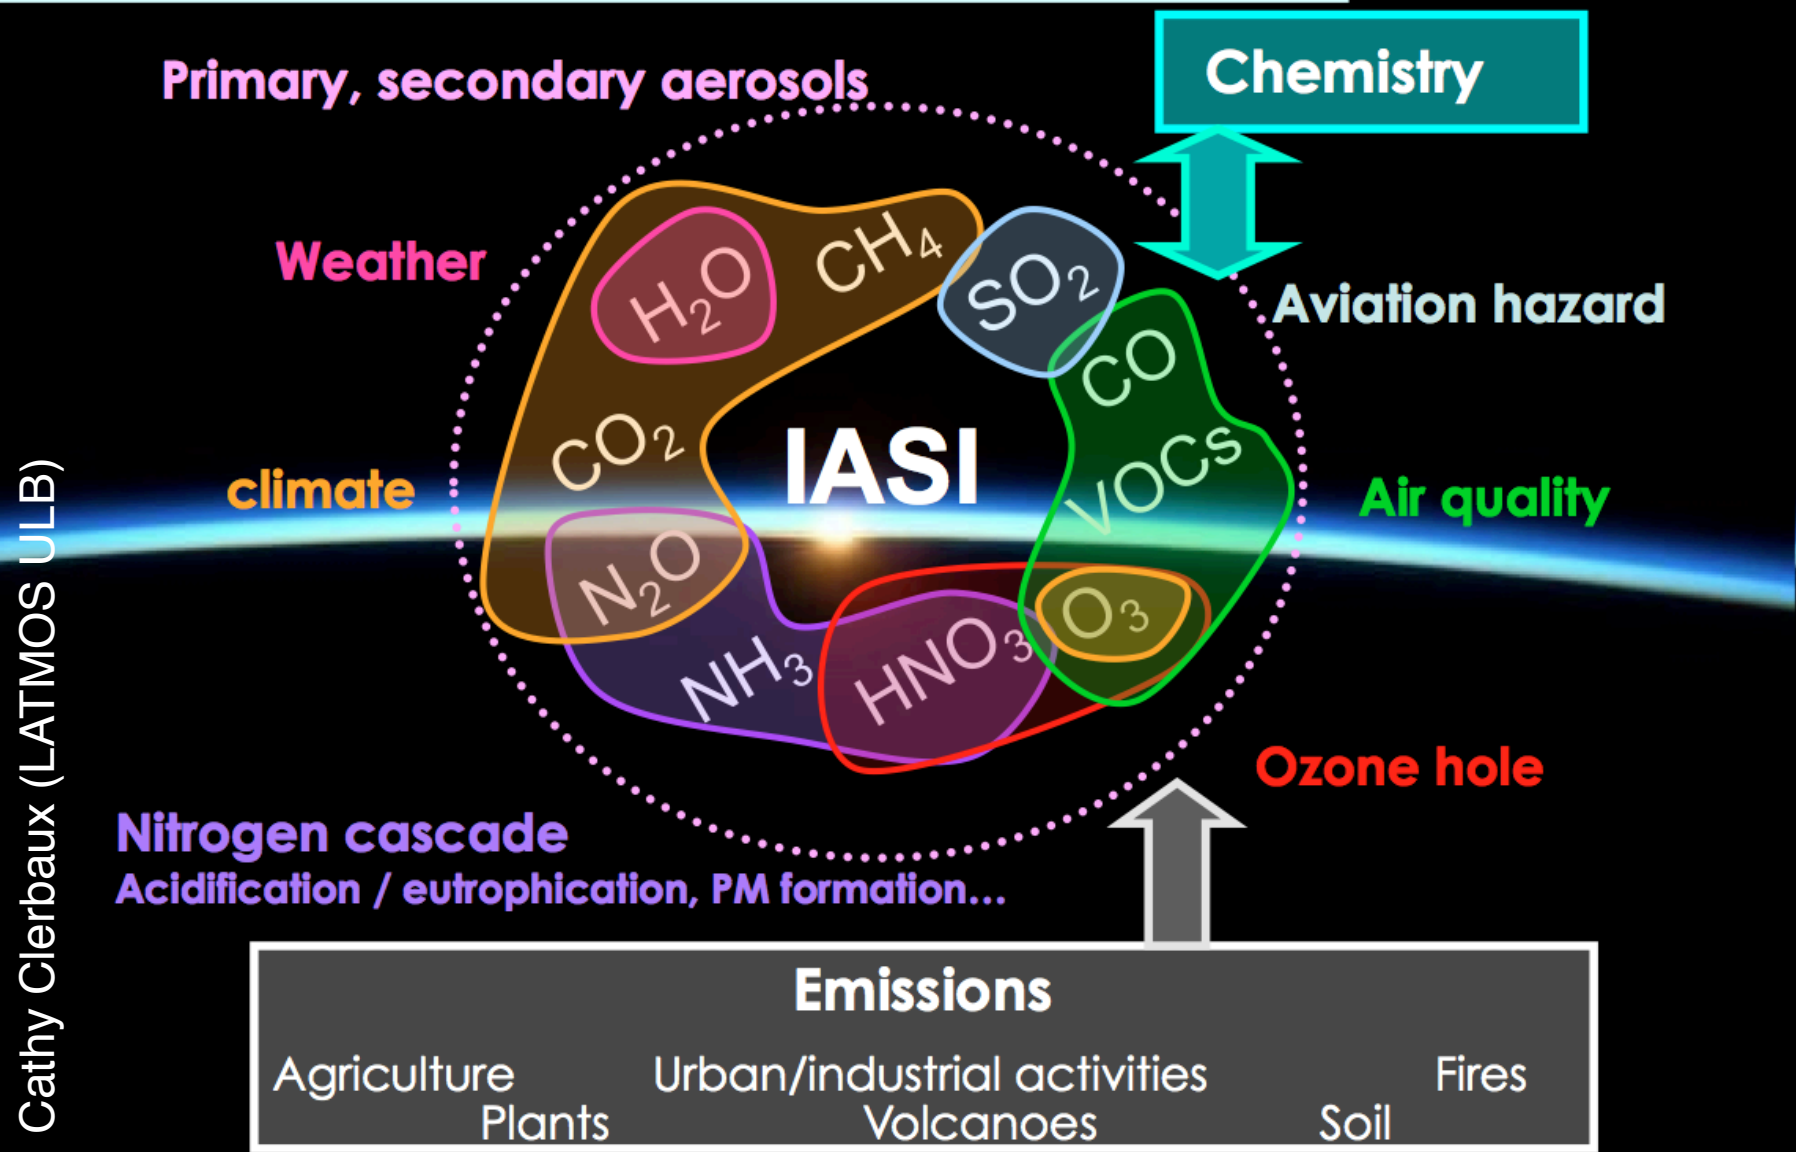 Primary, secondary aerosols
Chemistry
Weather
H₂O
CH₄
SO₂
Aviation hazard
CO
CO₂
IASI
VOCs
climate
Air quality
N₂O
O₃
NH₃
HNO₃
Ozone hole
Nitrogen cascade
Acidification / eutrophication, PM formation...
Emissions
Agriculture Urban/industrial activities Fires
Plants Volcanoes Soil
Cathy Clerbaux (LATMOS ULB)